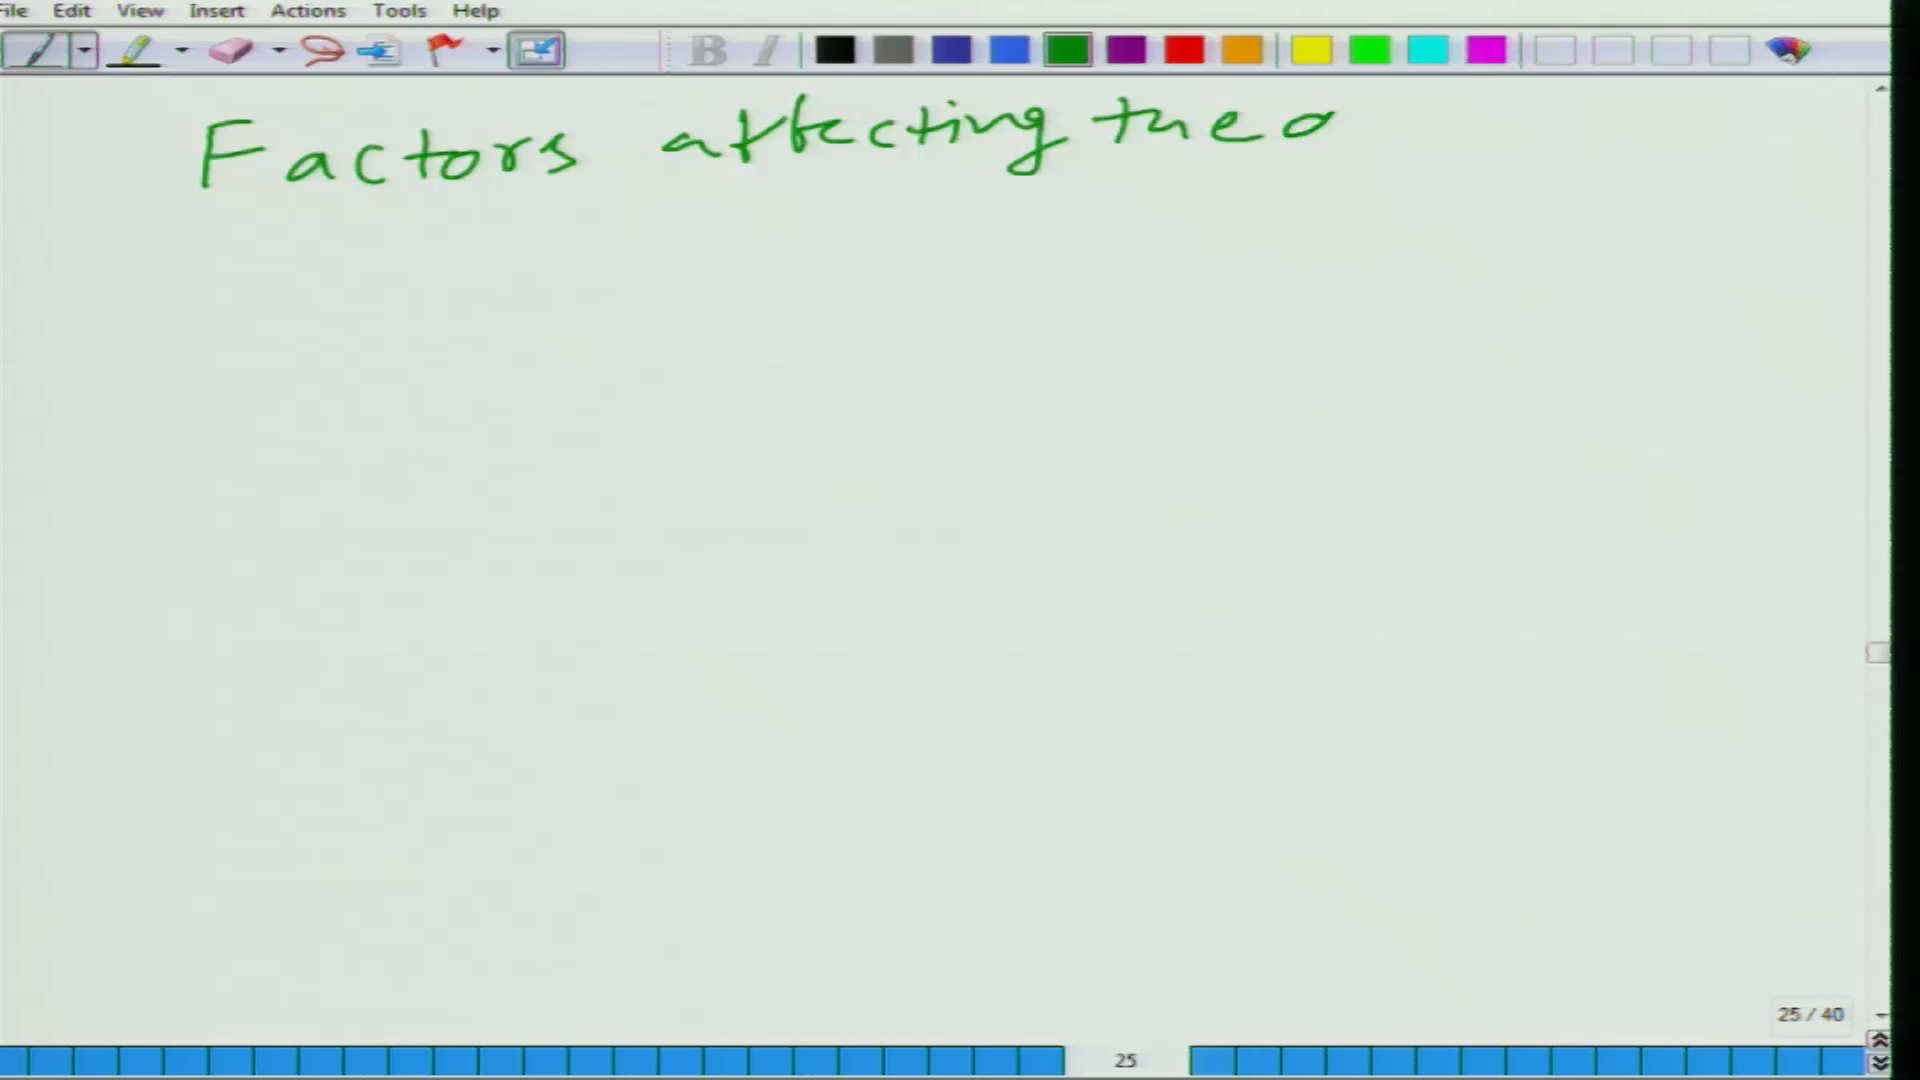 File Edit View Insert Actions Tools Help
B I
Factors affecting the
25 / 40
25